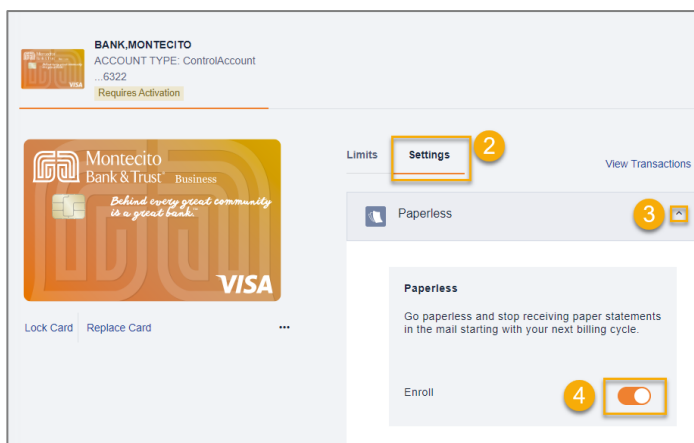 BANK,MONTECITO
ACCOUNT TYPE: ControlAccount
...6322
Requires Activation
VISA
Montecito
Bank & Trust® Business
Behind every great community
is a great bank.™
VISA
Lock Card
Replace Card
...
Limits
Settings
2
View Transactions
Paperless
3
Paperless
Go paperless and stop receiving paper statements
in the mail starting with your next billing cycle.
Enroll
4